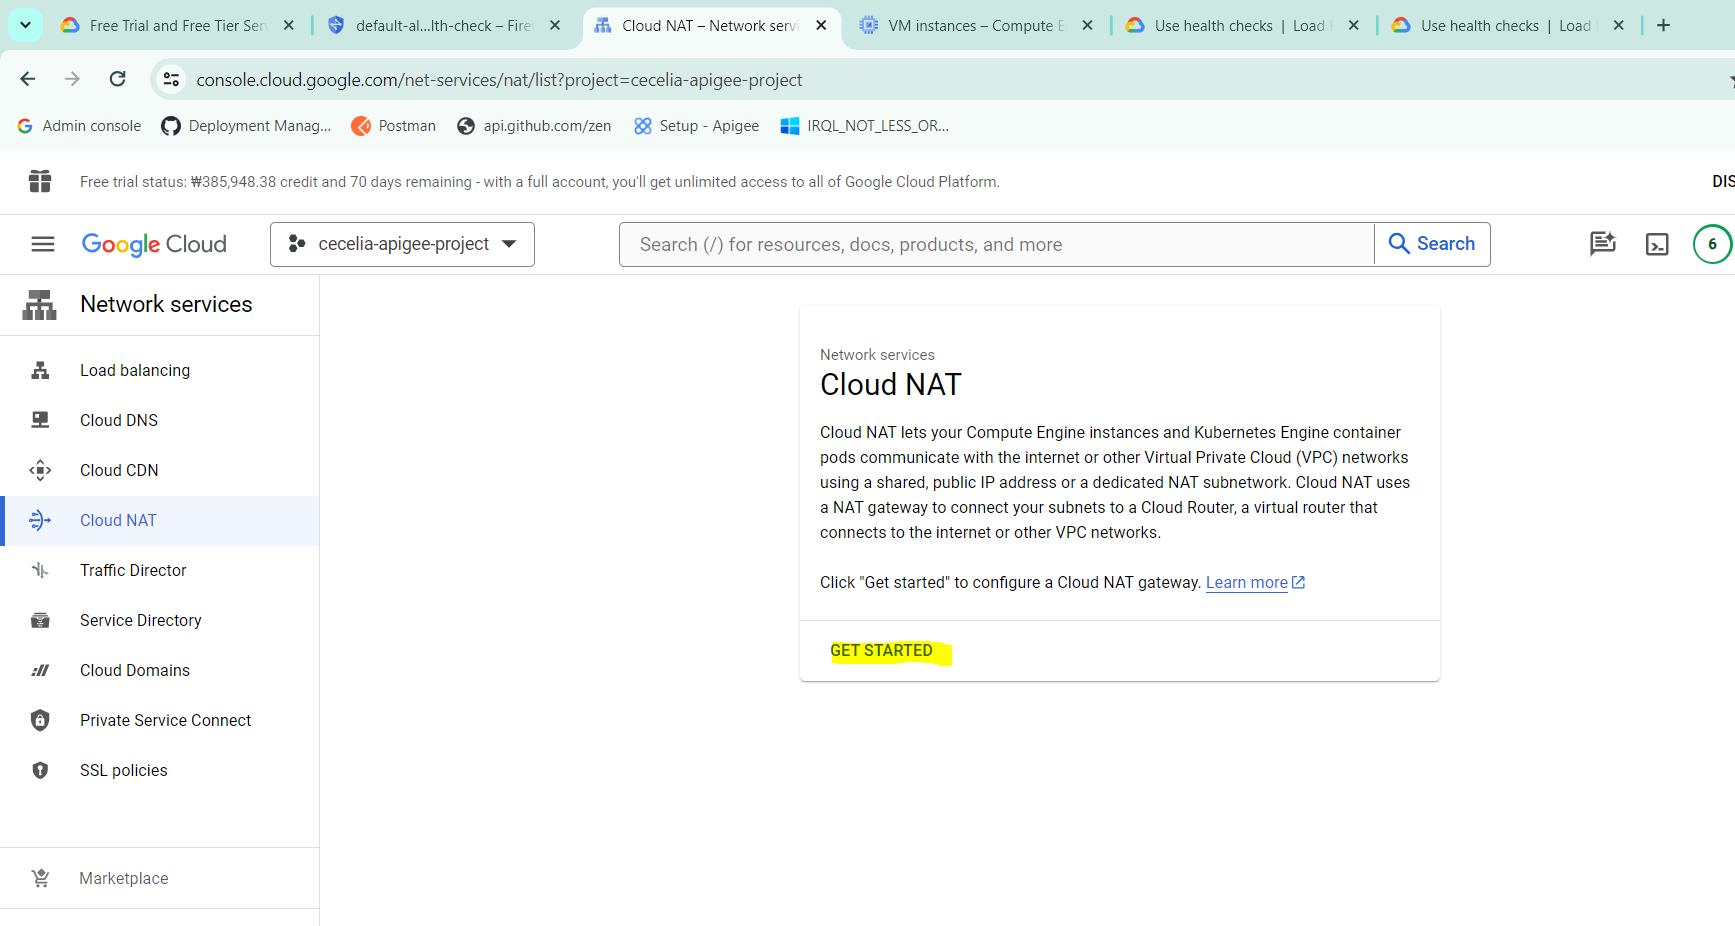 Free Trial and Free Tier Ser
default-al...lth-check – Fire
Cloud NAT – Network serv
VM instances – Compute E
Use health checks | Load
Use health checks | Load
console.cloud.google.com/net-services/nat/list?project=cecelia-apigee-project
Admin console
Deployment Manag...
Postman
api.github.com/zen
Setup - Apigee
IRQL_NOT_LESS_OR...
Free trial status: ₩385,948.38 credit and 70 days remaining - with a full account, you'll get unlimited access to all of Google Cloud Platform.
DIS
Google Cloud
cecelia-apigee-project
Search (/) for resources, docs, products, and more
Search
6
Network services
Load balancing
Cloud DNS
Cloud CDN
Cloud NAT
Traffic Director
Service Directory
Cloud Domains
Private Service Connect
SSL policies
Marketplace
Network services
Cloud NAT
Cloud NAT lets your Compute Engine instances and Kubernetes Engine container
pods communicate with the internet or other Virtual Private Cloud (VPC) networks
using a shared, public IP address or a dedicated NAT subnetwork. Cloud NAT uses
a NAT gateway to connect your subnets to a Cloud Router, a virtual router that
connects to the internet or other VPC networks.
Click "Get started" to configure a Cloud NAT gateway. Learn more
GET STARTED